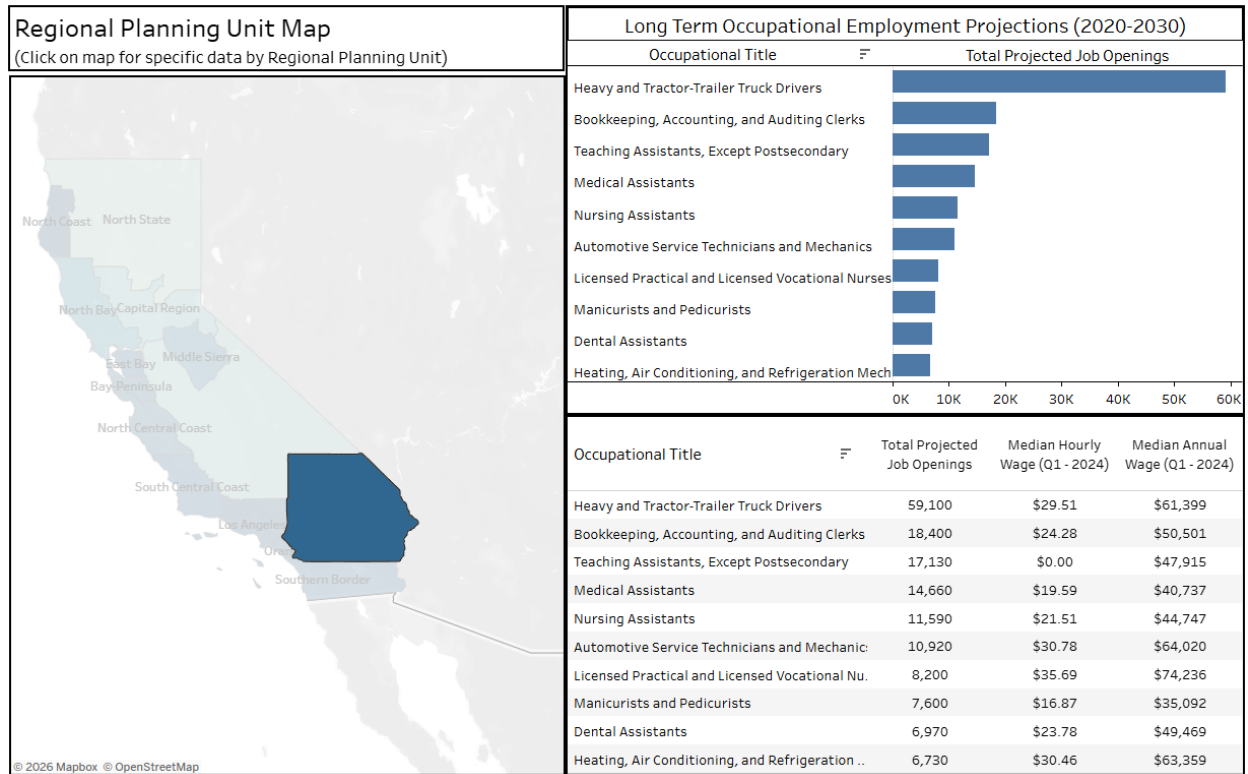 Regional Planning Unit Map
(Click on map for specific data by Regional Planning Unit)
North Coast
North State
North Bay
Capital Region
East Bay
Middle Sierra
Bay-Peninsula
North Central Coast
South Central Coast
Los Angeles
Southern Border
© 2026 Mapbox © OpenStreetMap
Long Term Occupational Employment Projections (2020-2030)
Occupational Title Total Projected Job Openings
Heavy and Tractor-Trailer Truck Drivers
Bookkeeping, Accounting, and Auditing Clerks
Teaching Assistants, Except Postsecondary
Medical Assistants
Nursing Assistants
Automotive Service Technicians and Mechanics
Licensed Practical and Licensed Vocational Nurses
Manicurists and Pedicurists
Dental Assistants
Heating, Air Conditioning, and Refrigeration Mech
0K 10K 20K 30K 40K 50K 60K
Occupational Title Total Projected Job Openings Median Hourly Wage (Q1 - 2024) Median Annual Wage (Q1 - 2024)
Heavy and Tractor-Trailer Truck Drivers 59,100 $29.51 $61,399
Bookkeeping, Accounting, and Auditing Clerks 18,400 $24.28 $50,501
Teaching Assistants, Except Postsecondary 17,130 $0.00 $47,915
Medical Assistants 14,660 $19.59 $40,737
Nursing Assistants 11,590 $21.51 $44,747
Automotive Service Technicians and Mechanic 10,920 $30.78 $64,020
Licensed Practical and Licensed Vocational Nu. 8,200 $35.69 $74,236
Manicurists and Pedicurists 7,600 $16.87 $35,092
Dental Assistants 6,970 $23.78 $49,469
Heating, Air Conditioning, and Refrigeration .. 6,730 $30.46 $63,359